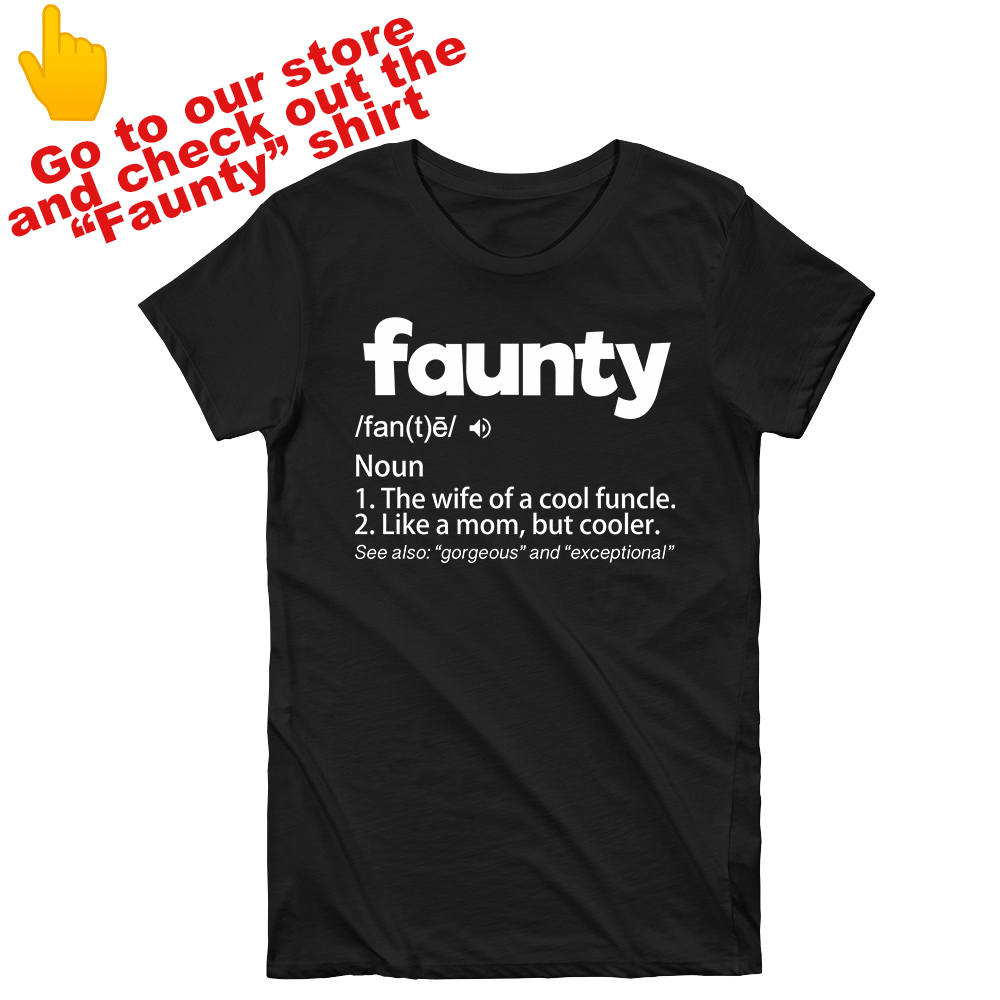 Go to our store
and check out the
“Faunty” shirt
faunty
/fan(t)ē/
Noun
1. The wife of a cool funcle.
2. Like a mom, but cooler.
See also: “gorgeous” and “exceptional”